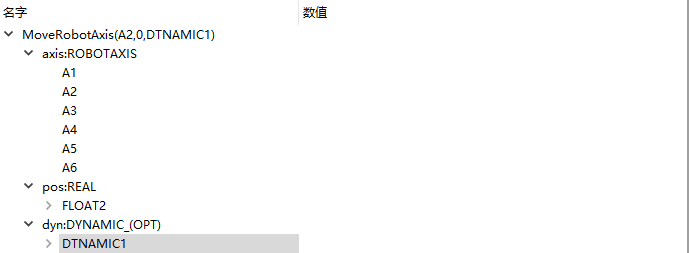 名字 数值
MoveRobotAxis(A2,0,DTNAMIC1)
axis:ROBOTAXIS
A1
A2
A3
A4
A5
A6
pos:REAL
FLOAT2
dyn:DYNAMIC_(OPT)
DTNAMIC1